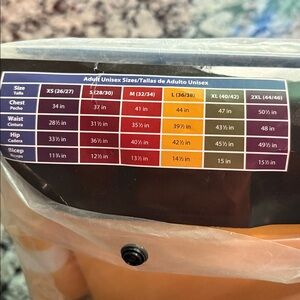 Adult Unisex Sizes/Tallas de Adulto Unisex
Size Talla XS (26/27) S (28/30) M (32/34) L (36/38) XL (40/42) 2XL (44/46)
Chest Pecho 34 in 37 in 41 in 44 in 47 in 50½ in
Waist Cintura 28½ in 31½ in 35½ in 39½ in 43½ in 48 in
Hip Cadera 33½ in 36½ in 40½ in 42½ in 45½ in 49½ in
Bicep Biceps 11¾ in 12½ in 13½ in 14½ in 15 in 15½ in